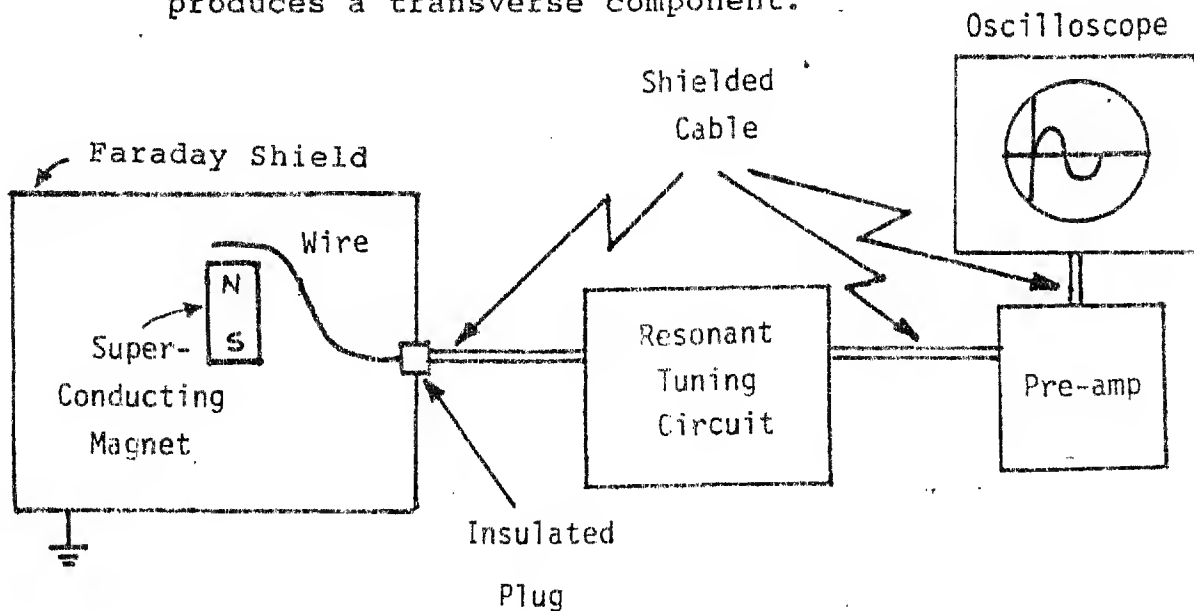 produces a transverse component.
Oscilloscope
Shielded
Cable
Faraday Shield
Wire
N
S
Super-
Conducting
Magnet
Resonant
Tuning
Circuit
Pre-amp
Insulated
Plug